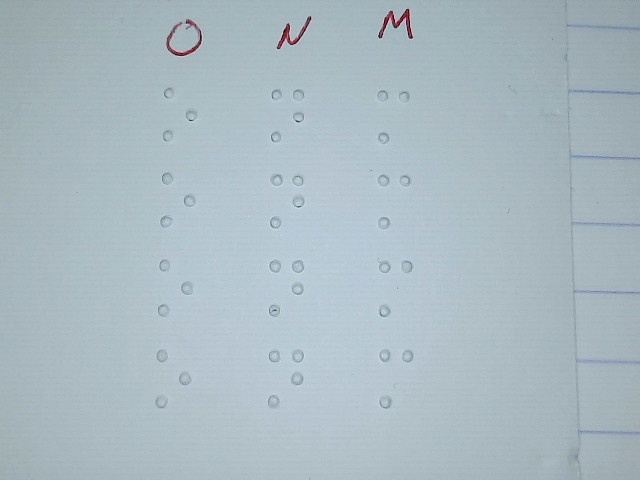 O N M
⠕ ⠝ ⠍
⠕ ⠝ ⠍
⠕ ⠝ ⠍
⠕ ⠝ ⠍